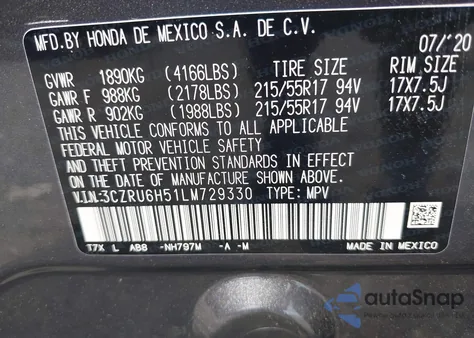 MFD.BY HONDA DE MEXICO S.A. DE C.V.
07/'20
GVWR 1890KG (4166LBS) TIRE SIZE RIM SIZE
GAWR F 988KG (2178LBS) 215/55R17 94V 17X7.5J
GAWR R 902KG (1988LBS) 215/55R17 94V 17X7.5J
THIS VEHICLE CONFORMS TO ALL APPLICABLE
FEDERAL MOTOR VEHICLE SAFETY
AND THEFT PREVENTION STANDARDS IN EFFECT
ON THE DATE OF MANUFACTURE SHOWN ABOVE.
V.I.N.:3CZRU6H51LM729330 TYPE: MPV
T7X L ABB -NH797M -A -M MADE IN MEXICO
autoSnap